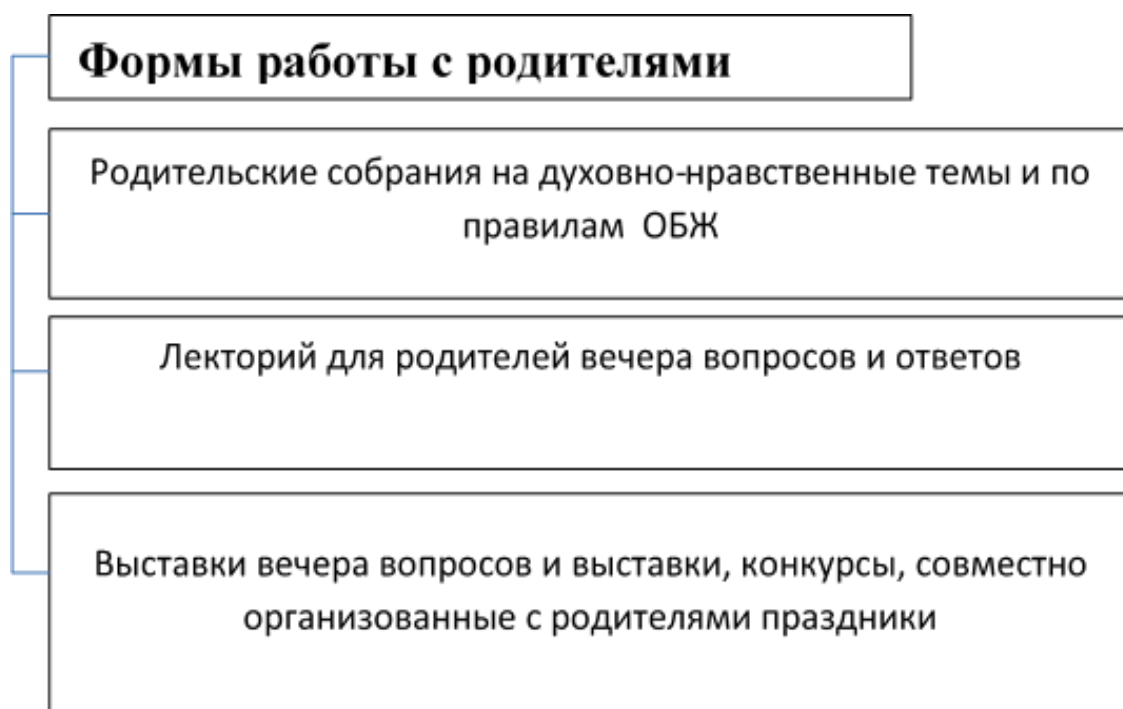 Формы работы с родителями
Родительские собрания на духовно-нравственные темы и по
правилам ОБЖ
Лекторий для родителей вечера вопросов и ответов
Выставки вечера вопросов и выставки, конкурсы, совместно
организованные с родителями праздники